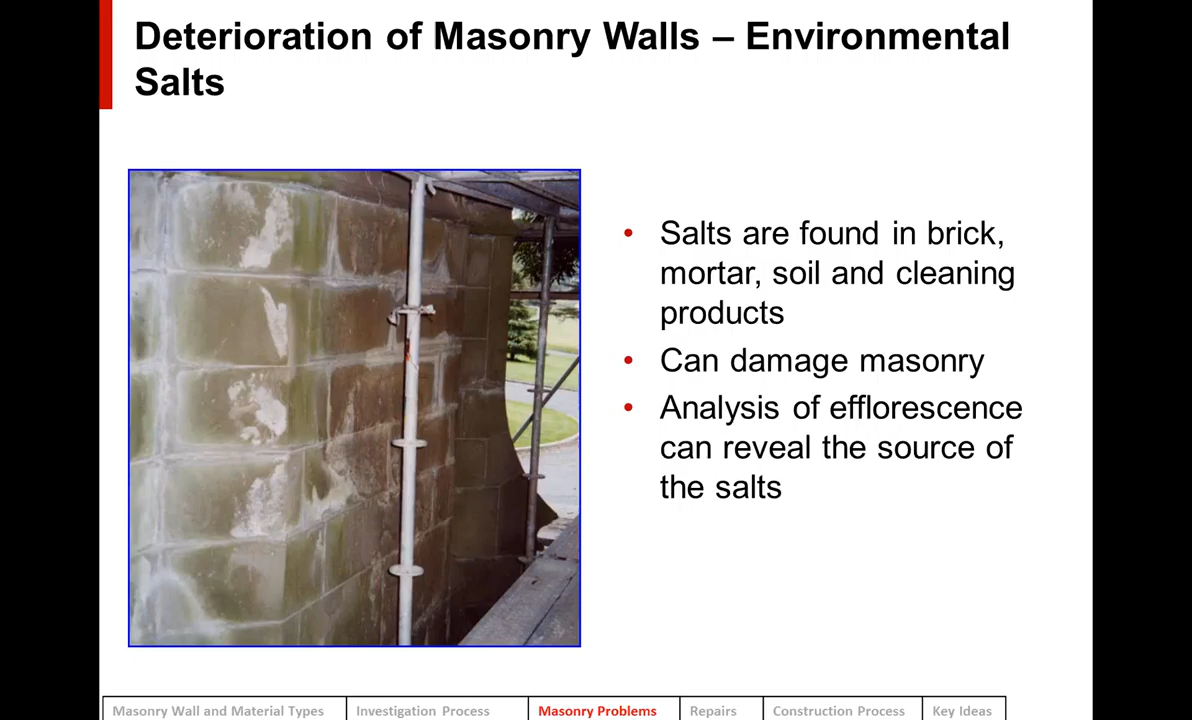 Deterioration of Masonry Walls – Environmental
Salts
• Salts are found in brick,
mortar, soil and cleaning
products
• Can damage masonry
• Analysis of efflorescence
can reveal the source of
the salts
Masonry Wall and Material Types
Investigation Process
Masonry Problems
Repairs
Construction Process
Key Ideas